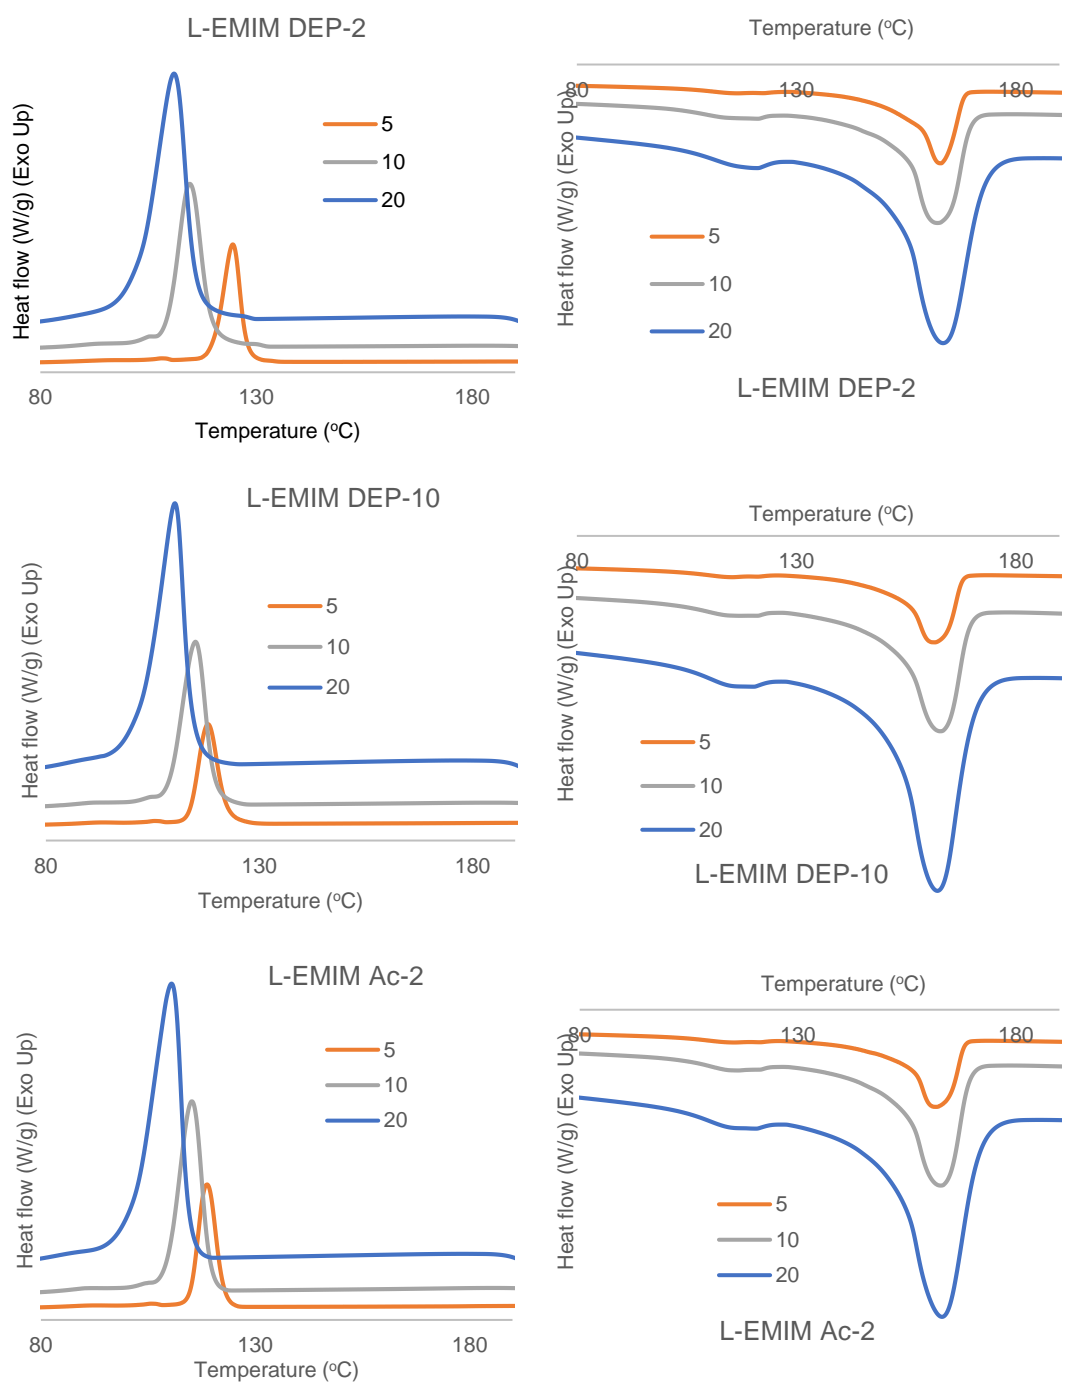 L-EMIM DEP-2
Heat flow (W/g) (Exo Up)
5
10
20
80
130
180
Temperature (ºC)
Temperature (ºC)
80
130
180
Heat flow (W/g) (Exo Up)
5
10
20
L-EMIM DEP-2
L-EMIM DEP-10
Heat flow (W/g) (Exo Up)
5
10
20
80
130
180
Temperature (ºC)
Temperature (ºC)
80
130
180
Heat flow (W/g) (Exo Up)
5
10
20
L-EMIM DEP-10
L-EMIM Ac-2
Heat flow (W/g) (Exo Up)
5
10
20
80
130
180
Temperature (ºC)
Temperature (ºC)
80
130
180
Heat flow (W/g) (Exo Up)
5
10
20
L-EMIM Ac-2